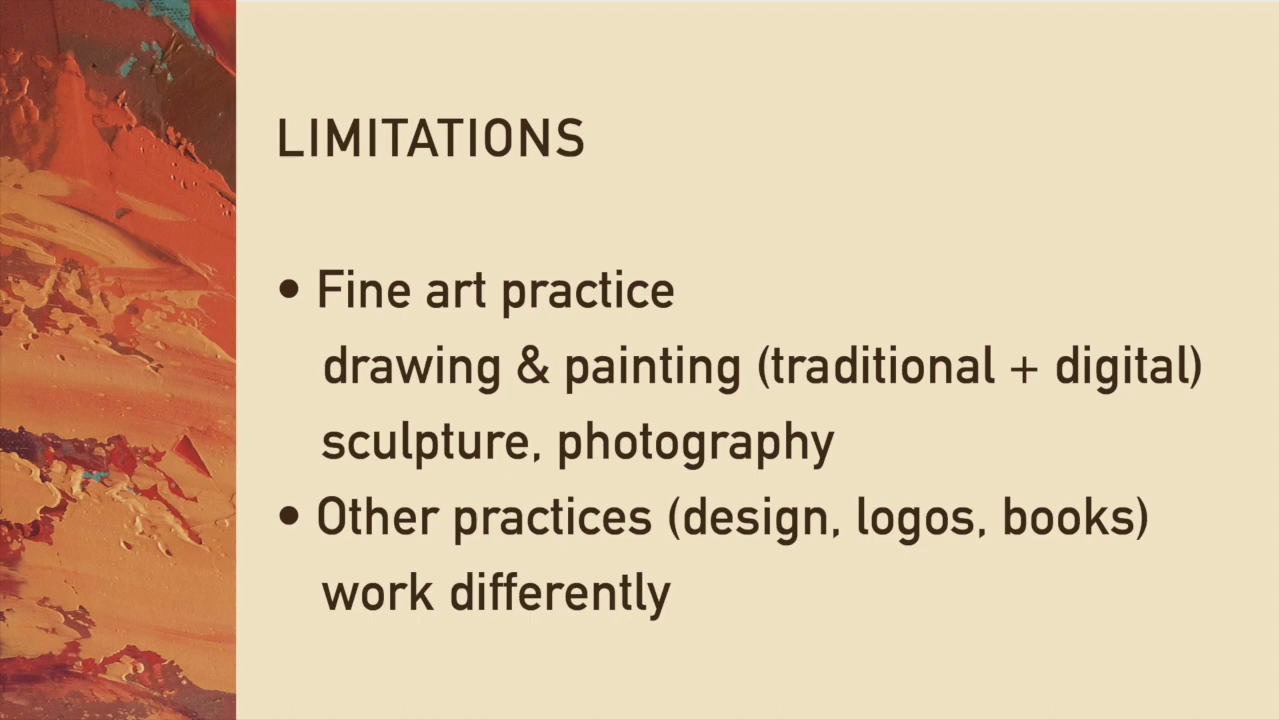 LIMITATIONS
• Fine art practice
drawing & painting (traditional + digital)
sculpture, photography
• Other practices (design, logos, books)
work differently